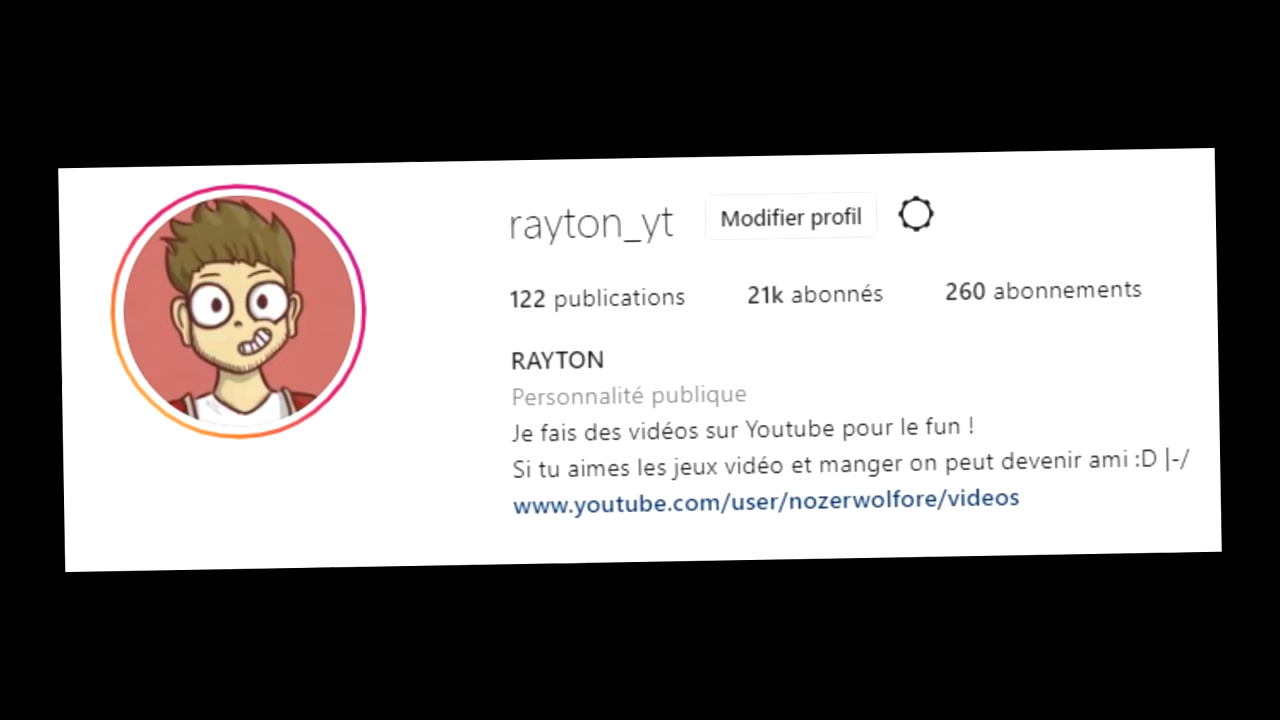 rayton_yt Modifier profil
122 publications 21k abonnés 260 abonnements
RAYTON
Personnalité publique
Je fais des vidéos sur Youtube pour le fun !
Si tu aimes les jeux vidéo et manger on peut devenir ami :D |-/
www.youtube.com/user/nozerwolfore/videos